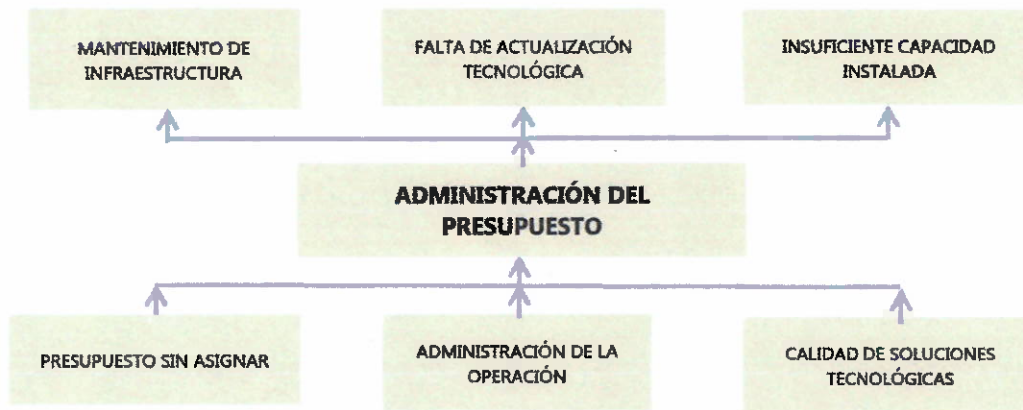 MANTENIMIENTO DE
INFRAESTRUCTURA
FALTA DE ACTUALIZACIÓN
TECNOLÓGICA
INSUFICIENTE CAPACIDAD
INSTALADA
ADMINISTRACIÓN DEL
PRESUPUESTO
PRESUPUESTO SIN ASIGNAR
ADMINISTRACIÓN DE LA
OPERACIÓN
CALIDAD DE SOLUCIONES
TECNOLÓGICAS